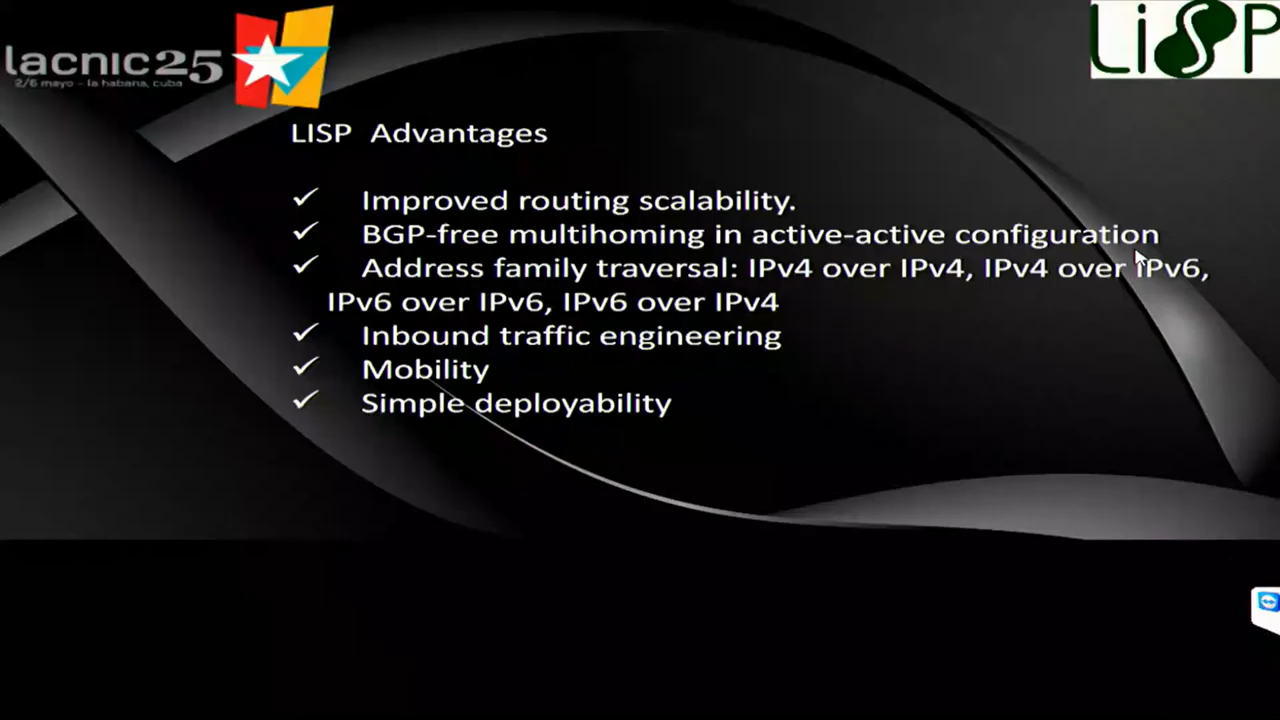 lacnic25
2/6 mayo - la habana, cuba
LiSP
LISP Advantages
✓ Improved routing scalability.
✓ BGP-free multihoming in active-active configuration
✓ Address family traversal: IPv4 over IPv4, IPv4 over IPv6,
IPv6 over IPv6, IPv6 over IPv4
✓ Inbound traffic engineering
✓ Mobility
✓ Simple deployability